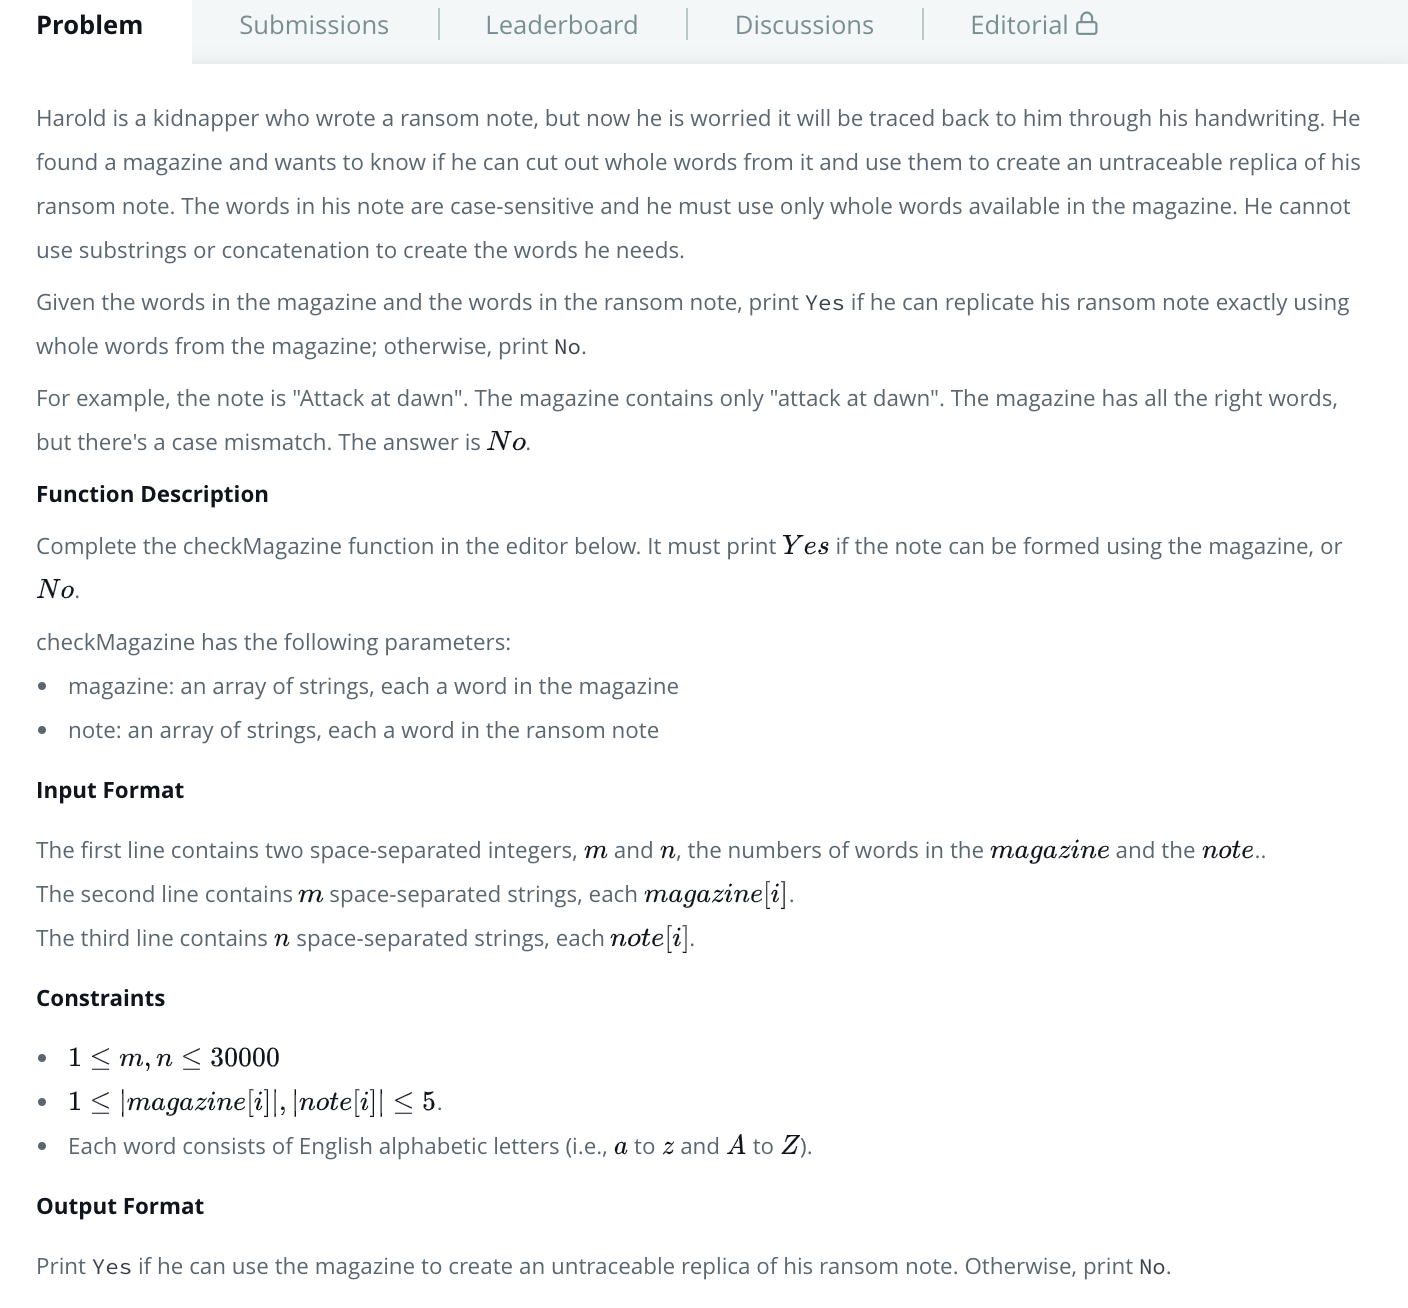 Problem
Submissions
Leaderboard
Discussions
Editorial
Harold is a kidnapper who wrote a ransom note, but now he is worried it will be traced back to him through his handwriting. He
found a magazine and wants to know if he can cut out whole words from it and use them to create an untraceable replica of his
ransom note. The words in his note are case-sensitive and he must use only whole words available in the magazine. He cannot
use substrings or concatenation to create the words he needs.
Given the words in the magazine and the words in the ransom note, print Yes if he can replicate his ransom note exactly using
whole words from the magazine; otherwise, print No.
For example, the note is "Attack at dawn". The magazine contains only "attack at dawn". The magazine has all the right words,
but there's a case mismatch. The answer is No.
Function Description
Complete the checkMagazine function in the editor below. It must print Yes if the note can be formed using the magazine, or
No.
checkMagazine has the following parameters:
• magazine: an array of strings, each a word in the magazine
• note: an array of strings, each a word in the ransom note
Input Format
The first line contains two space-separated integers, m and n, the numbers of words in the magazine and the note..
The second line contains m space-separated strings, each magazine[i].
The third line contains n space-separated strings, each note[i].
Constraints
• 1 ≤ m, n ≤ 30000
• 1 ≤ |magazine[i]|, |note[i]| ≤ 5.
• Each word consists of English alphabetic letters (i.e., a to z and A to Z).
Output Format
Print Yes if he can use the magazine to create an untraceable replica of his ransom note. Otherwise, print No.